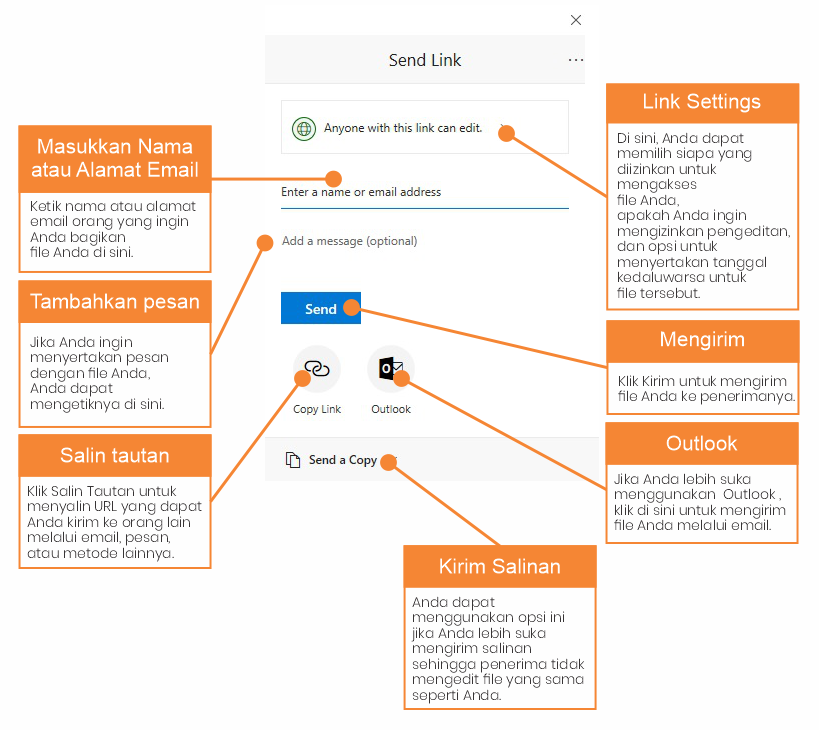 Send Link
...
Anyone with this link can edit.
Enter a name or email address
Add a message (optional)
Send
Copy Link
Outlook
Send a Copy
Masukkan Nama
atau Alamat Email
Ketik nama atau alamat
email orang yang ingin
Anda bagikan
file Anda di sini.
Tambahkan pesan
Jika Anda ingin
menyertakan pesan
dengan file Anda,
Anda dapat
mengetiknya di sini.
Salin tautan
Klik Salin Tautan untuk
menyalin URL yang dapat
Anda kirim ke orang lain
melalui email, pesan,
atau metode lainnya.
Link Settings
Di sini, Anda dapat
memilih siapa yang
diizinkan untuk
mengakses
file Anda,
apakah Anda ingin
mengizinkan pengeditan,
dan opsi untuk
menyertakan tanggal
kedaluwarsa untuk
file tersebut.
Mengirim
Klik Kirim untuk mengirim
file Anda ke penerimanya.
Outlook
Jika Anda lebih suka
menggunakan Outlook ,
klik di sini untuk mengirim
file Anda melalui email.
Kirim Salinan
Anda dapat
menggunakan opsi ini
jika Anda lebih suka
mengirim salinan
sehingga penerima tidak
mengedit file yang sama
seperti Anda.